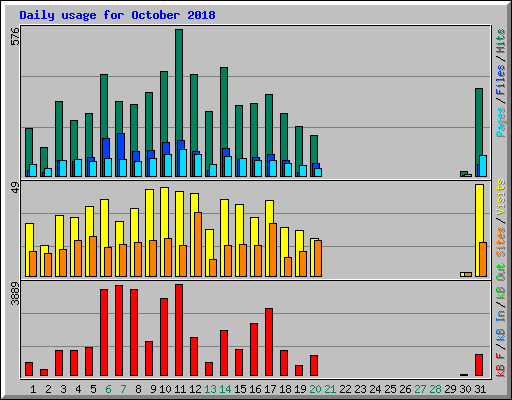 Daily usage for October 2018
576
Pages / Files / Hits
49
Sites / Visits
3889
kB F / kB In / kB Out
1 2 3 4 5 6 7 8 9 10 11 12 13 14 15 16 17 18 19 20 21 22 23 24 25 26 27 28 29 30 31